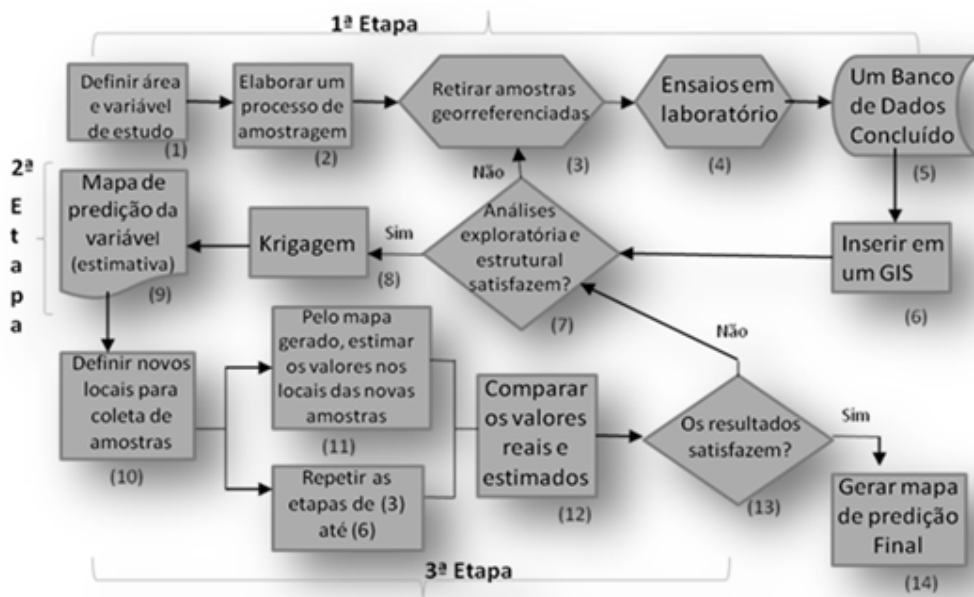 1ª Etapa
Definir área
e variável
de estudo
(1)
Elaborar um
processo de
amostragem
(2)
Retirar amostras
georreferenciadas
(3)
Ensaios em
laboratório
(4)
Um Banco
de Dados
Concluído
(5)
Inserir em
um GIS
(6)
Não
Análises
exploratória e
estrutural
satisfazem?
(7)
Sim
Krigagem
(8)
2ª
E
t
a
p
a
Mapa de
predição da
variável
(estimativa)
(9)
Definir novos
locais para
coleta de
amostras
(10)
Pelo mapa
gerado, estimar
os valores nos
locais das novas
amostras
(11)
Repetir as
etapas de (3)
até (6)
Comparar
os valores
reais e
estimados
(12)
Não
Os resultados
satisfazem?
(13)
Sim
Gerar mapa
de predição
Final
(14)
3ª Etapa